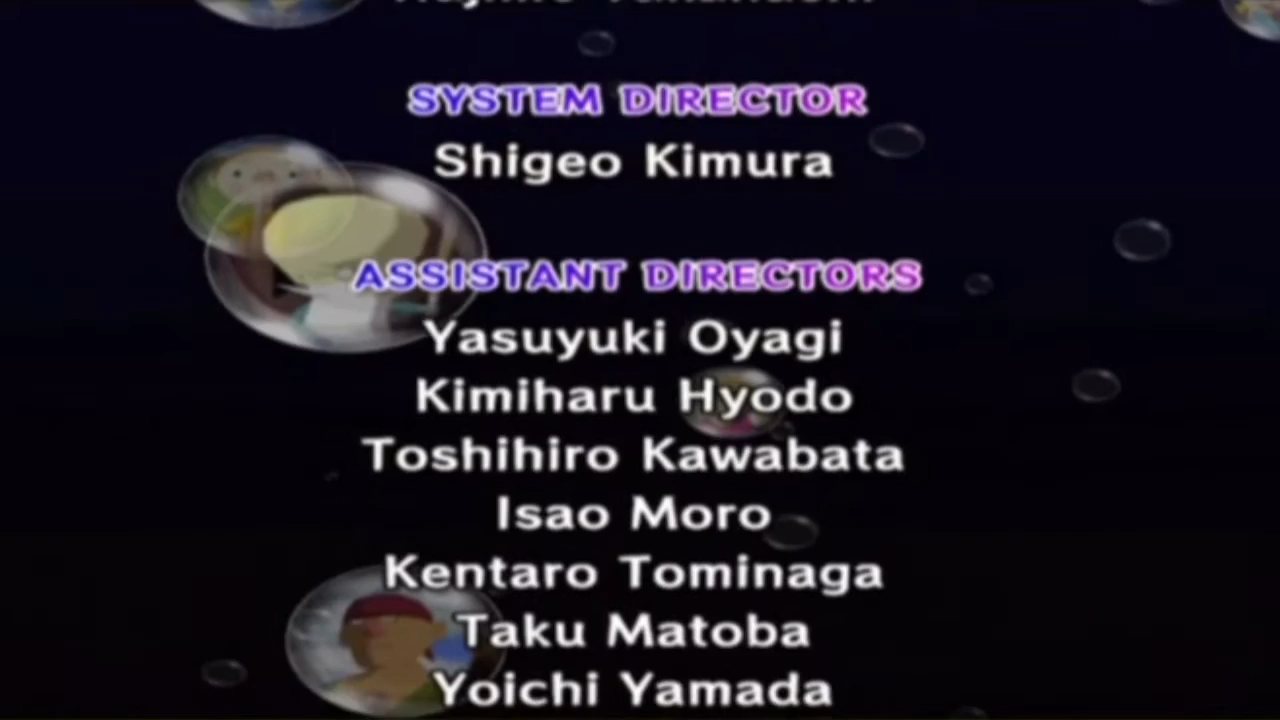 SYSTEM DIRECTOR
Shigeo Kimura
ASSISTANT DIRECTORS
Yasuyuki Oyagi
Kimiharu Hyodo
Toshihiro Kawabata
Isao Moro
Kentaro Tominaga
Taku Matoba
Yoichi Yamada